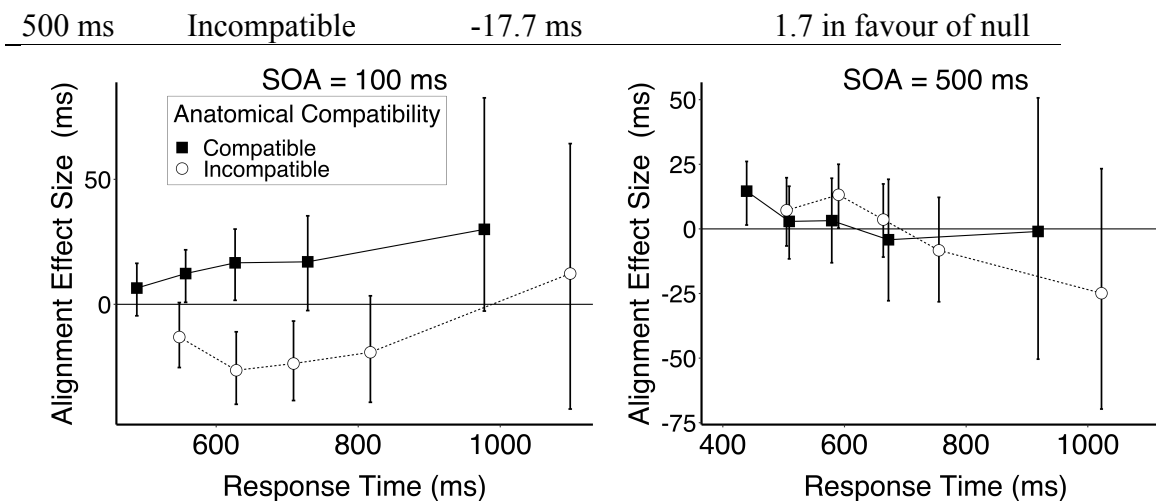 500 ms Incompatible -17.7 ms 1.7 in favour of null
SOA = 100 ms
Anatomical Compatibility
Compatible
Incompatible
Alignment Effect Size (ms)
50
0
600 800 1000
Response Time (ms)
SOA = 500 ms
Alignment Effect Size (ms)
50
25
0
-25
-50
-75
400 600 800 1000
Response Time (ms)